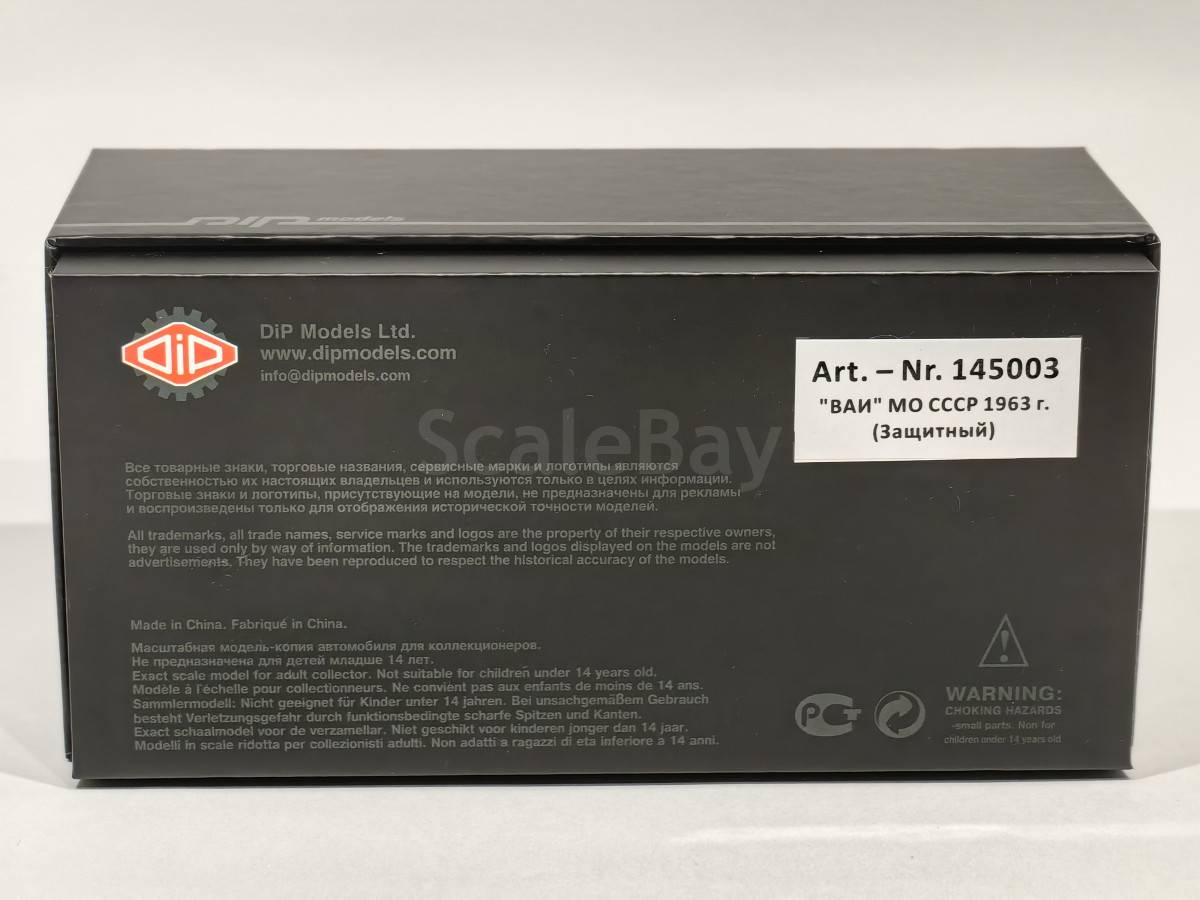 DiP models
DiP
DiP Models Ltd.
www.dipmodels.com
info@dipmodels.com
Art. – Nr. 145003
"ВАИ" МО СССР 1963 г.
(Защитный)
ScaleBay
Все товарные знаки, торговые названия, сервисные марки и логотипы являются
собственностью их настоящих владельцев и используются только в целях информации.
Торговые знаки и логотипы, присутствующие на модели, не предназначены для рекламы
и воспроизведены только для отображения исторической точности моделей.
All trademarks, all trade names, service marks and logos are the property of their respective owners,
they are used only by way of information. The trademarks and logos displayed on the models are not
advertisements. They have been reproduced to respect the historical accuracy of the models.
Made in China. Fabriqué in China.
Масштабная модель-копия автомобиля для коллекционеров.
Не предназначена для детей младше 14 лет.
Exact scale model for adult collector. Not suitable for children under 14 years old.
Modèle à l'échelle pour collectionneurs. Ne convient pas aux enfants de moins de 14 ans.
Sammlermodell: Nicht geeignet für Kinder unter 14 jahren. Bei unsachgemäßem Gebrauch
besteht Verletzungsgefahr durch funktionsbedingte scharfe Spitzen und Kanten.
Exact schaalmodel voor de verzamellar. Niet geschikt voor kinderen jonger dan 14 jaar.
Modelli in scale ridotta per collezionisti adulti. Non adatti a ragazzi di eta inferiore a 14 anni.
РСТ
WARNING:
CHOKING HAZARDS
-small parts. Non for
children under 14 years old